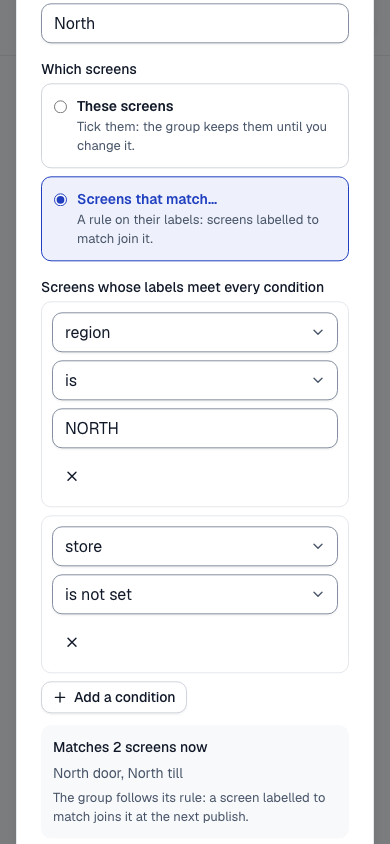 North
Which screens
These screens
Tick them: the group keeps them until you
change it.
Screens that match...
A rule on their labels: screens labelled to
match join it.
Screens whose labels meet every condition
region
is
NORTH
store
is not set
Add a condition
Matches 2 screens now
North door, North till
The group follows its rule: a screen labelled to
match joins it at the next publish.